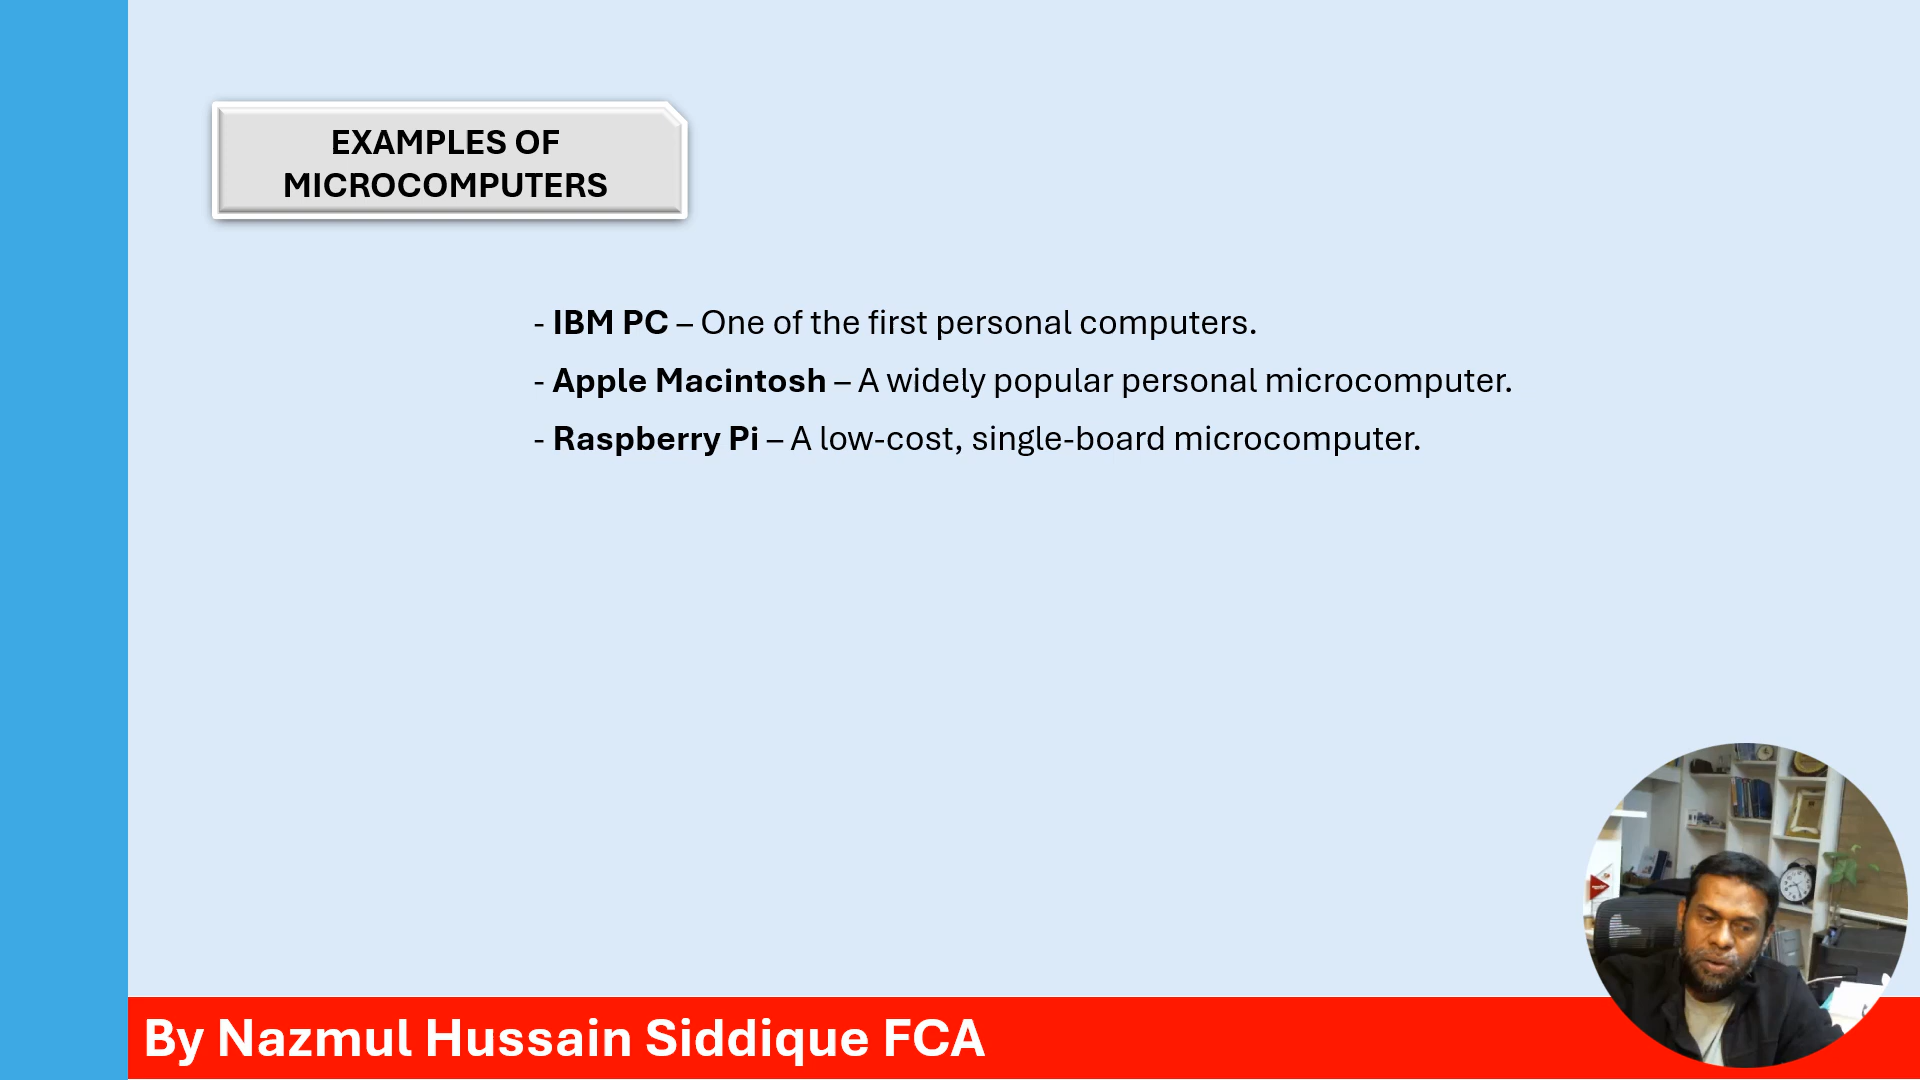 EXAMPLES OF
MICROCOMPUTERS
- IBM PC – One of the first personal computers.
- Apple Macintosh – A widely popular personal microcomputer.
- Raspberry Pi – A low-cost, single-board microcomputer.
By Nazmul Hussain Siddique FCA